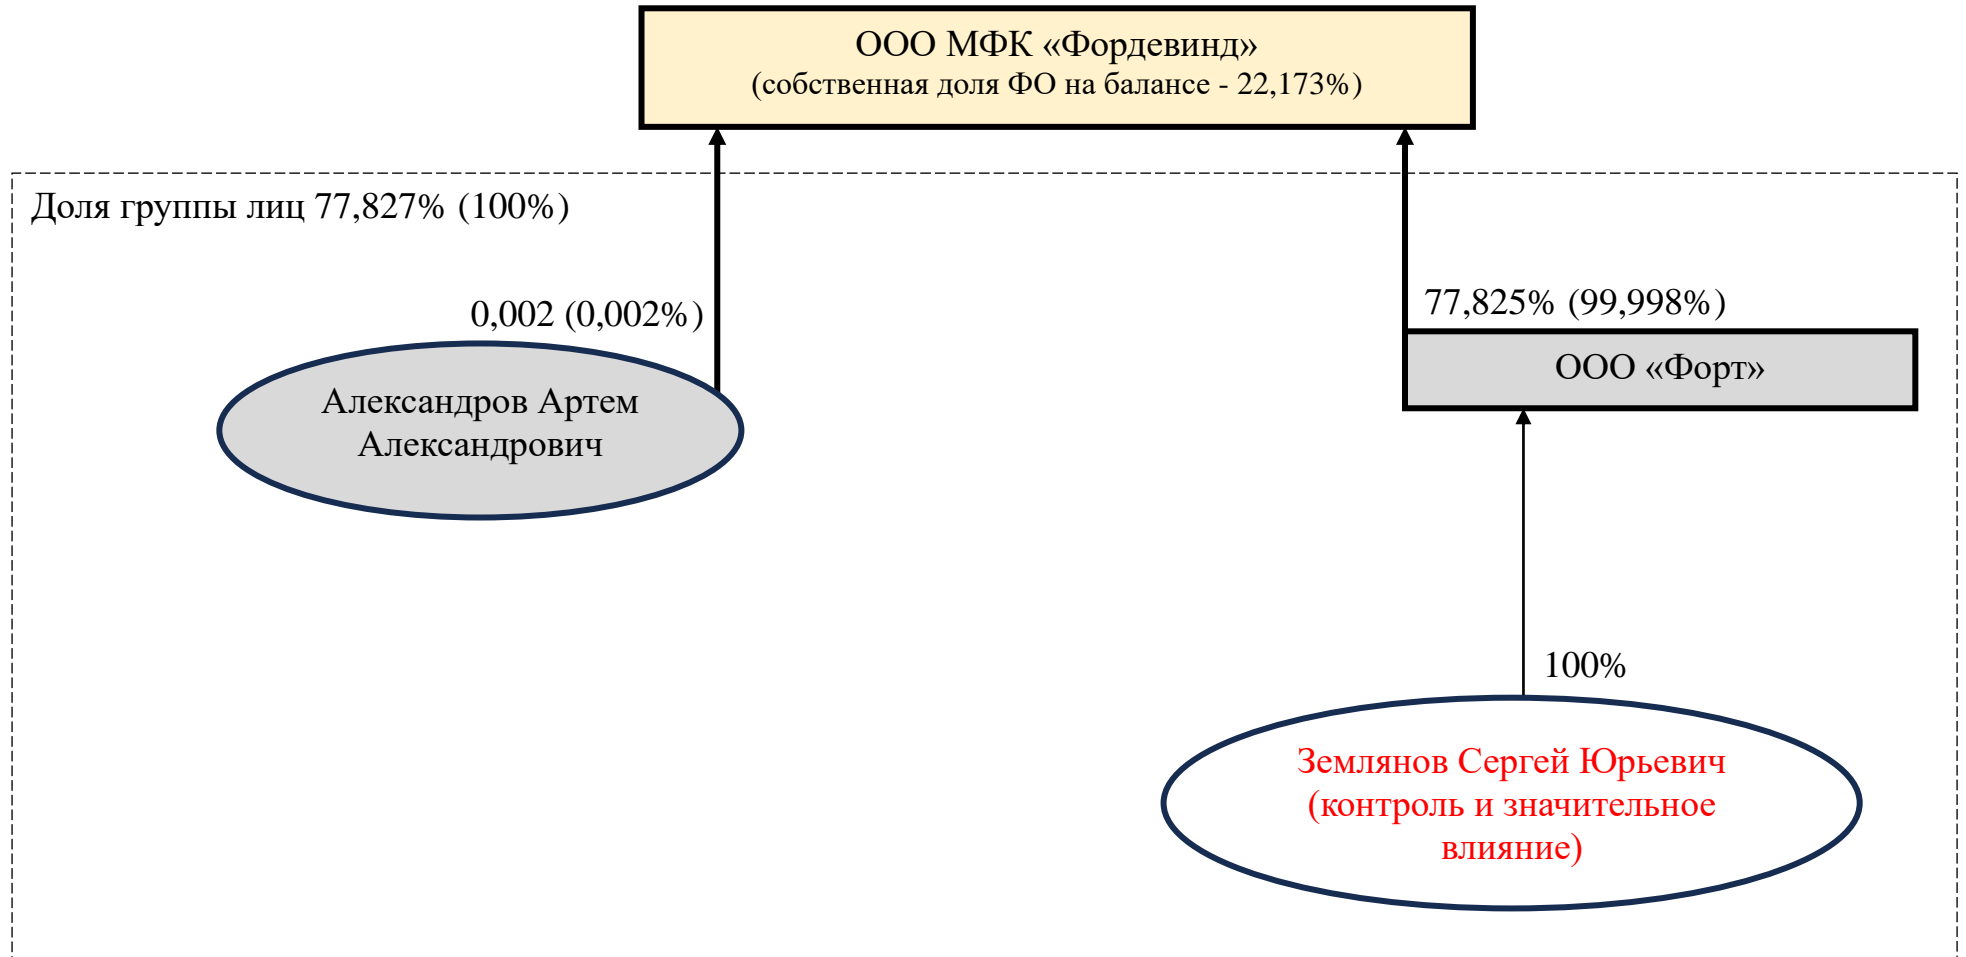 ООО МФК «Фордевинд»
(собственная доля ФО на балансе - 22,173%)
Доля группы лиц 77,827% (100%)
0,002 (0,002%)
77,825% (99,998%)
ООО «Форт»
Александров Артем
Александрович
100%
Землянов Сергей Юрьевич
(контроль и значительное
влияние)